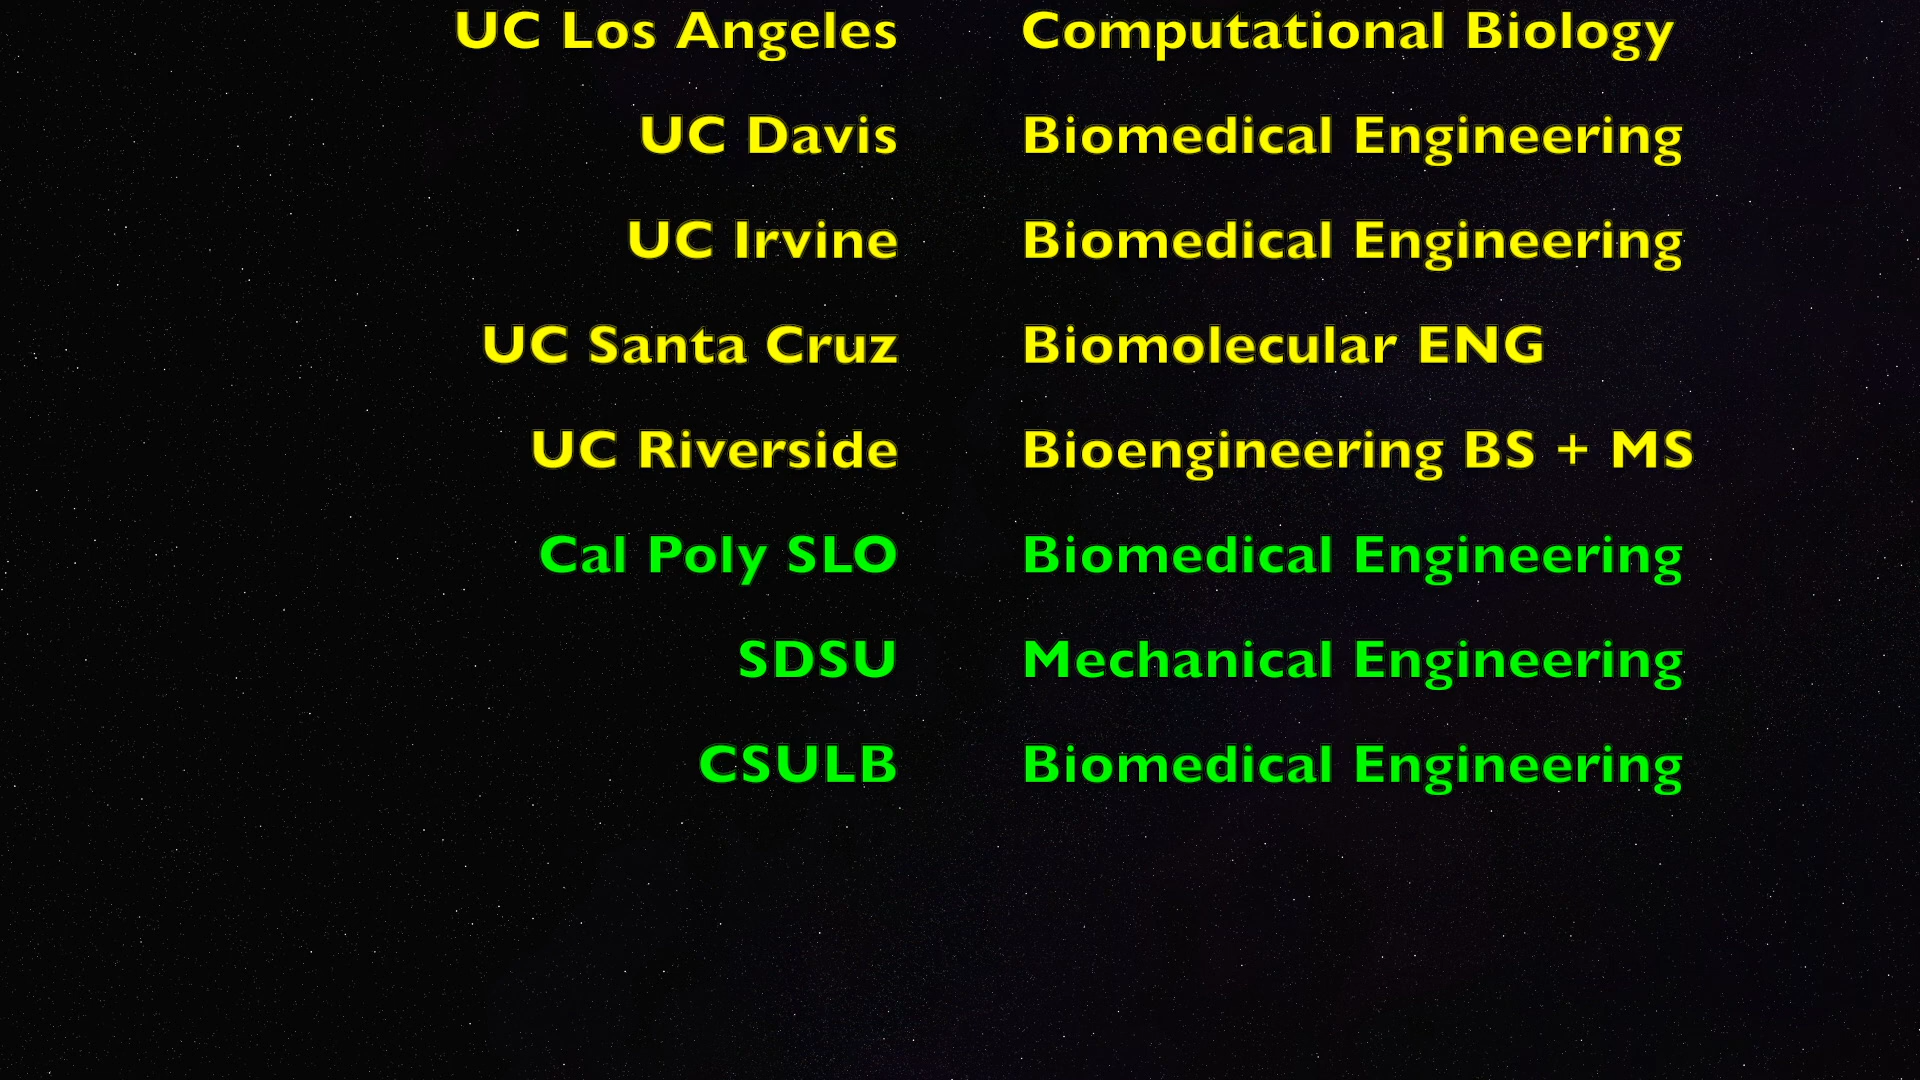 UC Los Angeles Computational Biology
UC Davis Biomedical Engineering
UC Irvine Biomedical Engineering
UC Santa Cruz Biomolecular ENG
UC Riverside Bioengineering BS + MS
Cal Poly SLO Biomedical Engineering
SDSU Mechanical Engineering
CSULB Biomedical Engineering